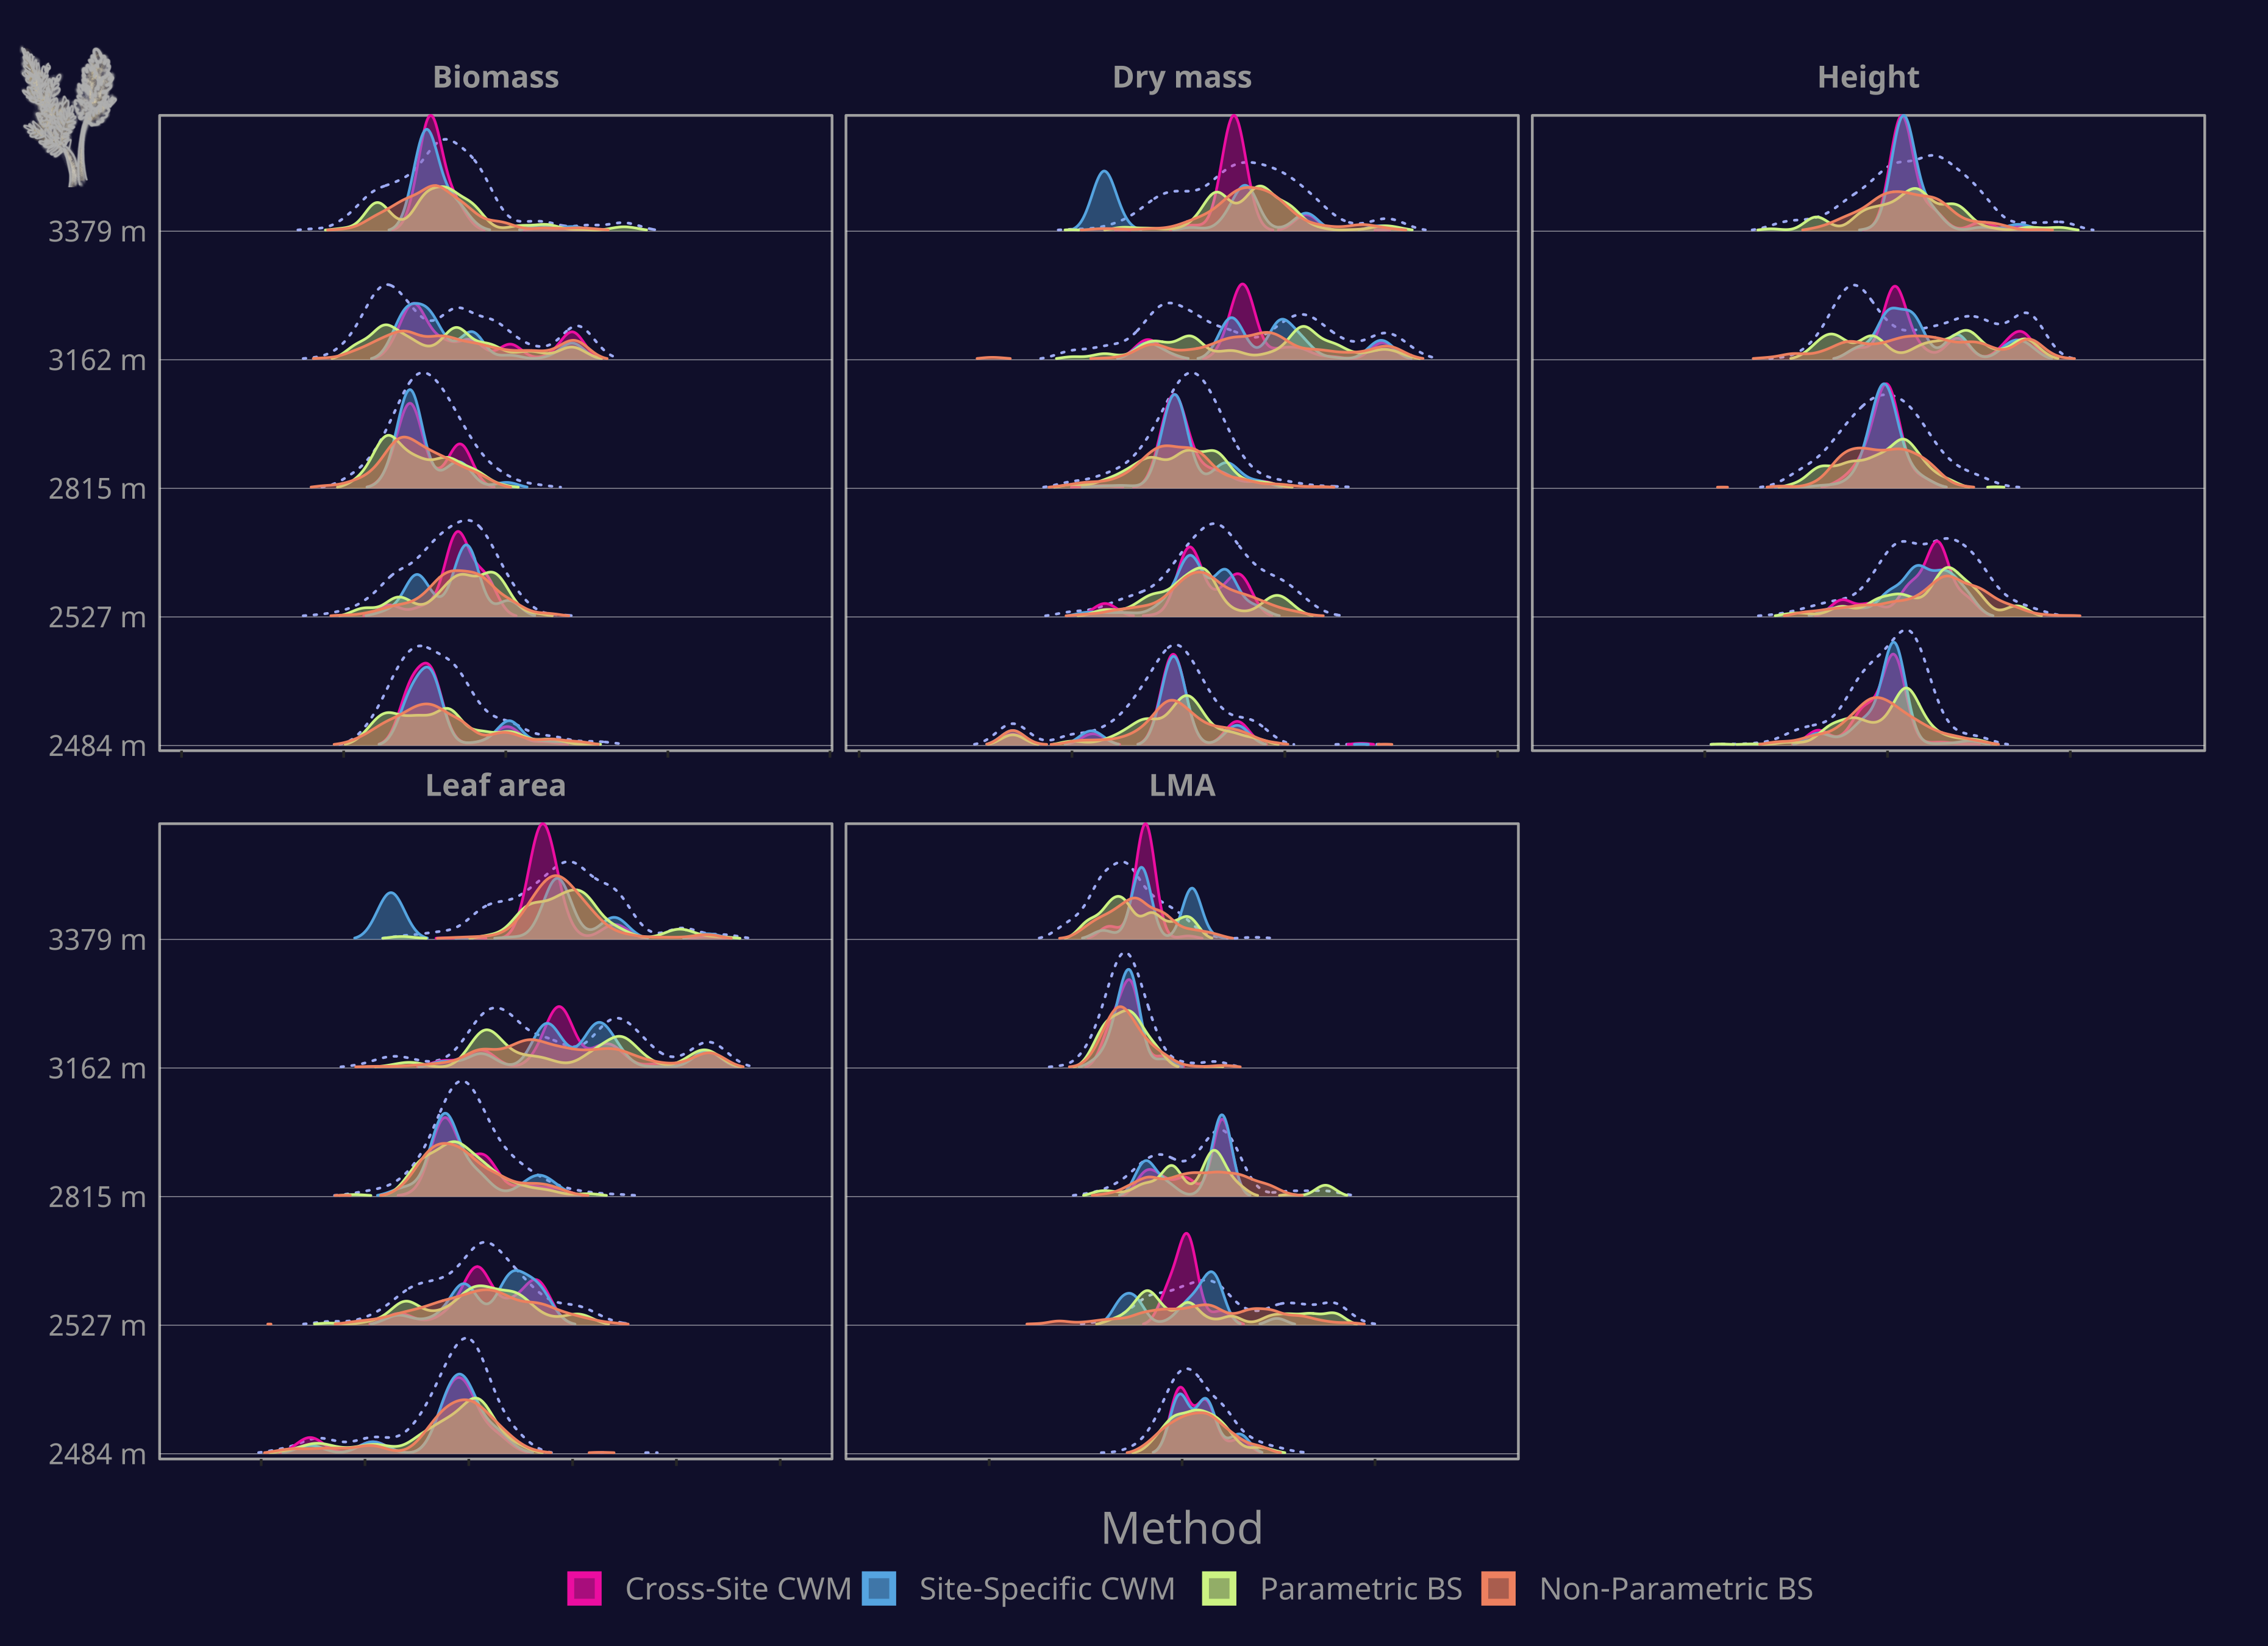 Biomass Dry mass Height
3379 m
3162 m
2815 m
2527 m
2484 m
Leaf area LMA
3379 m
3162 m
2815 m
2527 m
2484 m
Method
Cross-Site CWM Site-Specific CWM Parametric BS Non-Parametric BS